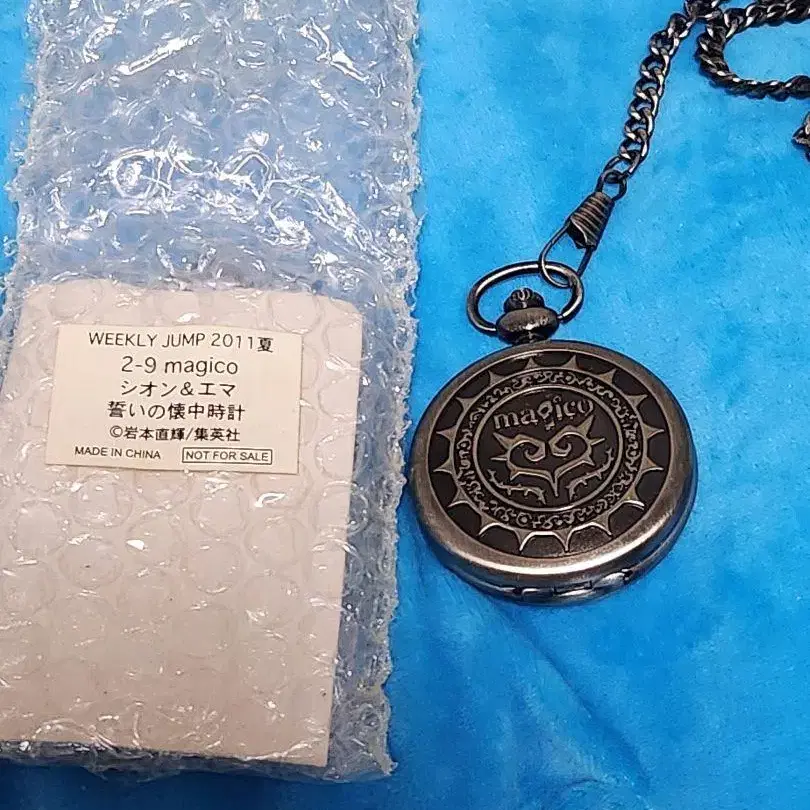 WEEKLY JUMP 2011夏
2-9 magico
シオン&エマ
誓いの懐中時計
©岩本直輝/集英社
MADE IN CHINA NOT FOR SALE
magico